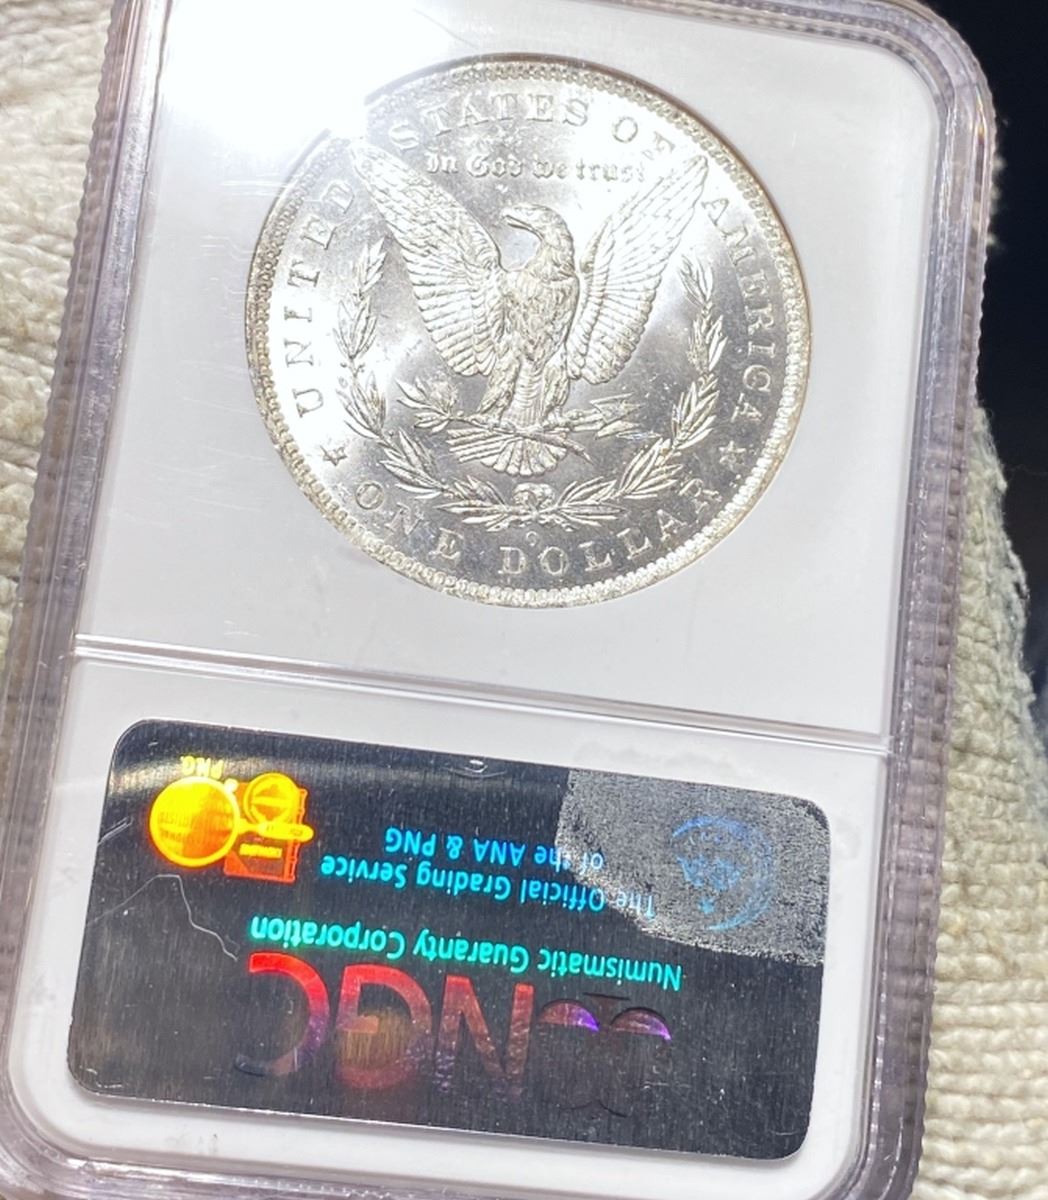 UNITED STATES OF AMERICA
In God we trust
O
ONE DOLLAR
NGC
Numismatic Guaranty Corporation
The Official Grading Service
of the ANA & PNG